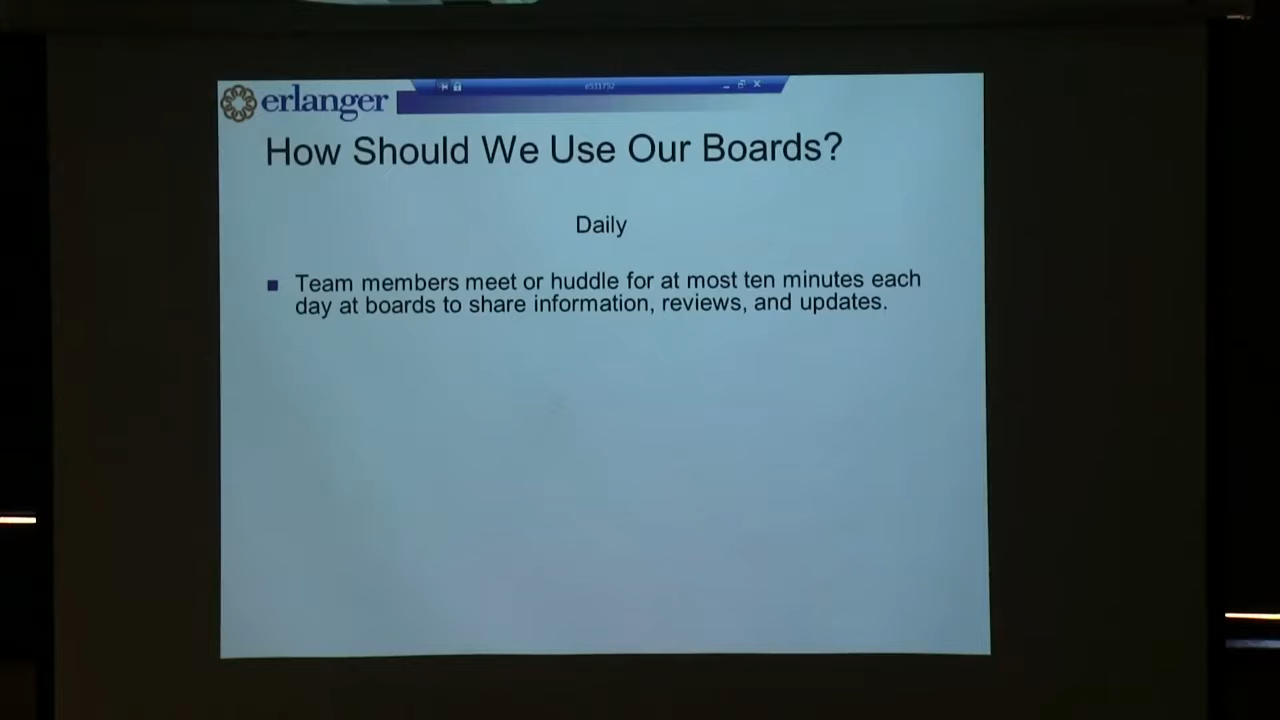 erlanger
How Should We Use Our Boards?
Daily
Team members meet or huddle for at most ten minutes each
day at boards to share information, reviews, and updates.